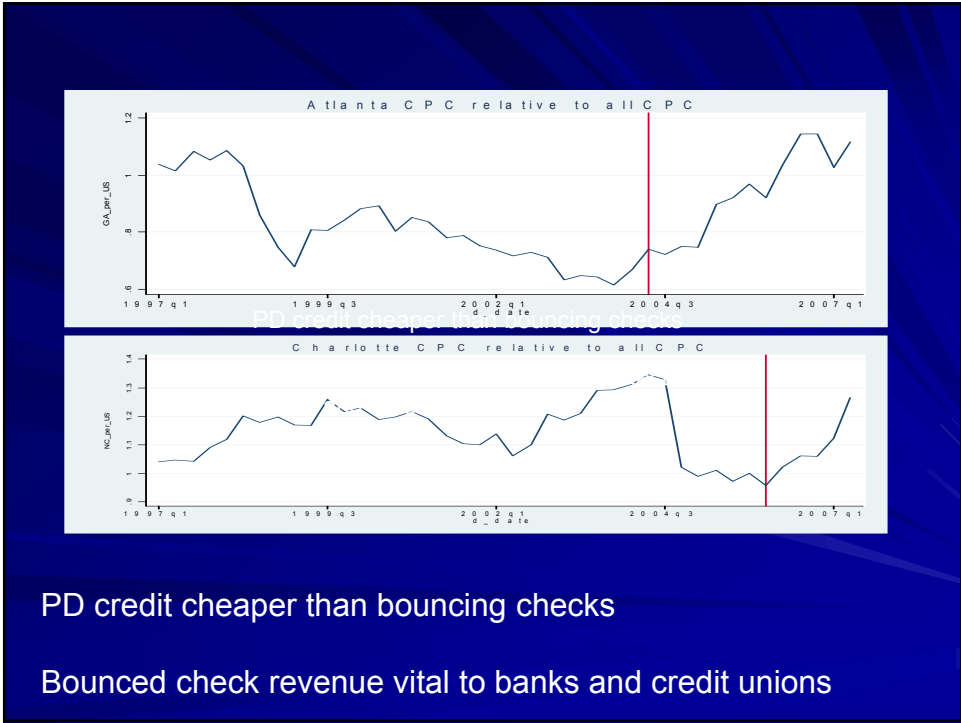 Atlanta CPC relative to all CPC
1.2
1
.8
.6
GA_per_US
1997q1 1999q3 2002q1 2004q3 2007q1
d_date
PD credit cheaper than bouncing checks
Charlotte CPC relative to all CPC
1.4
1.3
1.2
1.1
1
.9
NC_per_US
1997q1 1999q3 2002q1 2004q3 2007q1
d_date
PD credit cheaper than bouncing checks
Bounced check revenue vital to banks and credit unions